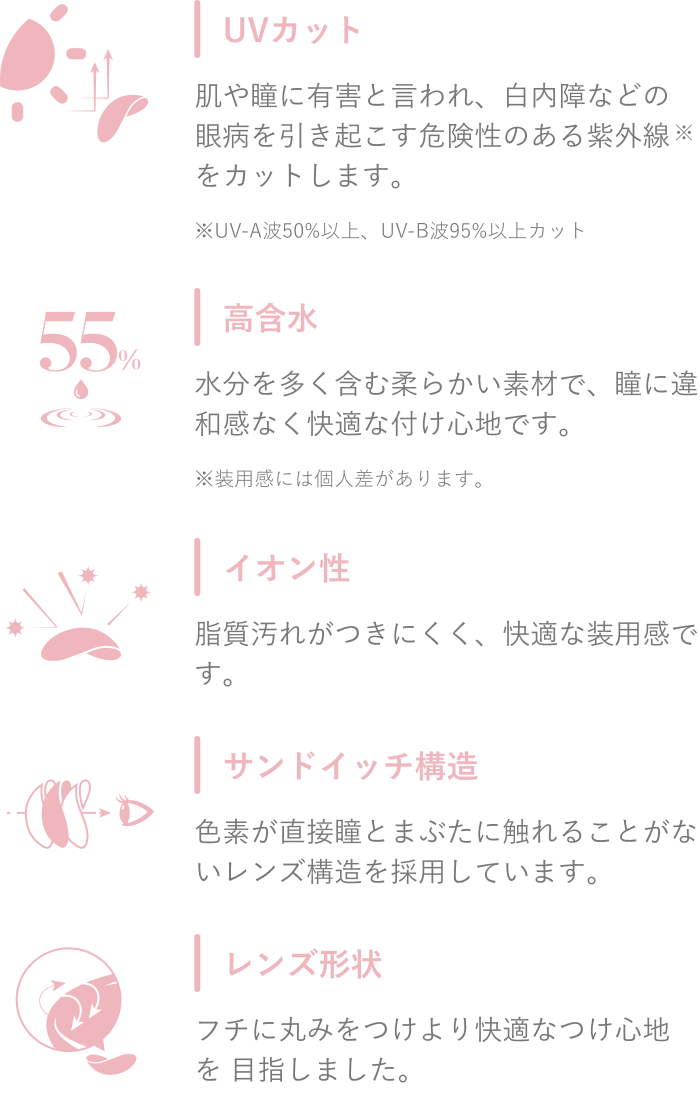 UVカット
肌や瞳に有害と言われ、白内障などの
眼病を引き起こす危険性のある紫外線※
をカットします。
※UV-A波50%以上、UV-B波95%以上カット
55%
高含水
水分を多く含む柔らかい素材で、瞳に違
和感なく快適な付け心地です。
※装用感には個人差があります。
イオン性
脂質汚れがつきにくく、快適な装用感で
す。
サンドイッチ構造
色素が直接瞳とまぶたに触れることがな
いレンズ構造を採用しています。
レンズ形状
フチに丸みをつけより快適なつけ心地
を 目指しました。